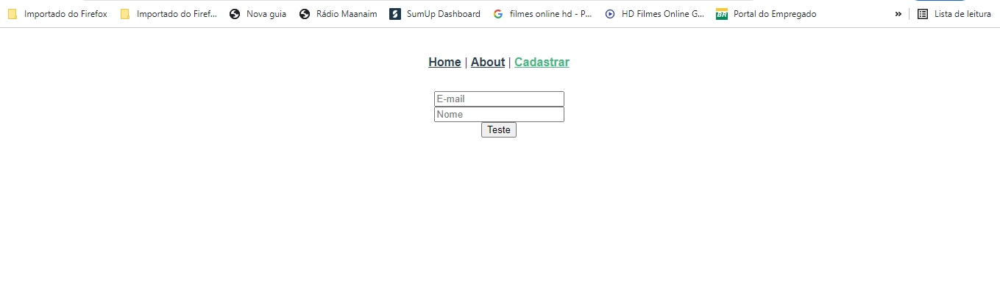 Importado do Firefox Importado do Firef... Nova guia Rádio Maanaim SumUp Dashboard filmes online hd - P... HD Filmes Online G... BR Portal do Empregado » Lista de leitura
Home | About | Cadastrar
E-mail
Nome
Teste